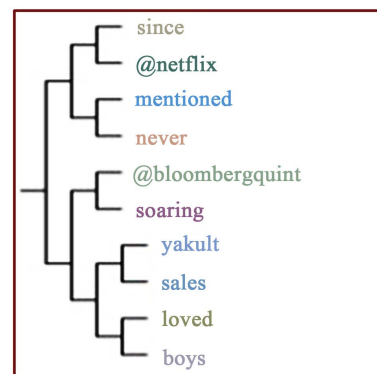 since
@netflix
mentioned
never
@bloombergquint
soaring
yakult
sales
loved
boys